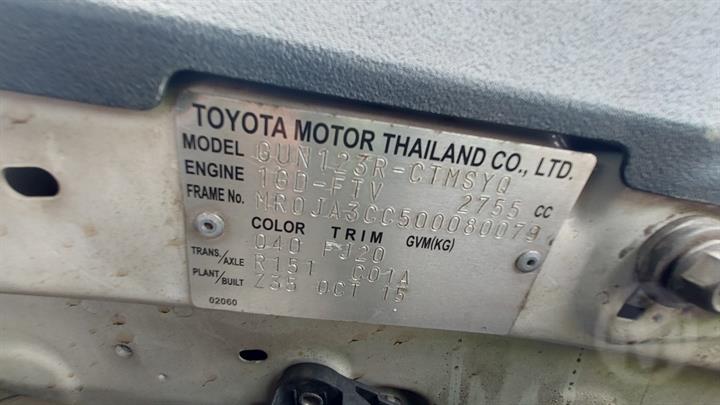 TOYOTA MOTOR THAILAND CO., LTD.
MODEL GUN123R-CTMSYQ
ENGINE 1GD-FTV 2755 CC
FRAME NO. MR0JA3CC500080079
COLOR TRIM GVM(KG)
040 FJ20
TRANS./AXLE R151 C01A
PLANT/BUILT Z35 OCT 15
02060